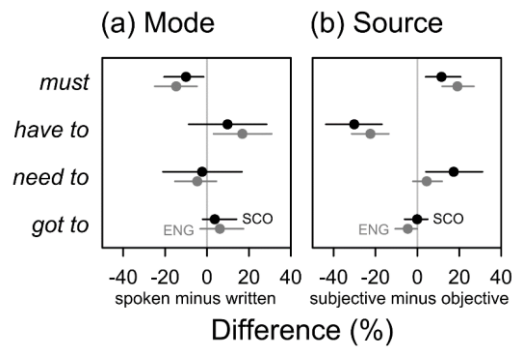 (a) Mode (b) Source
must
have to
need to
got to
ENG SCO
ENG SCO
-40 -20 0 20 40 -40 -20 0 20 40
spoken minus written subjective minus objective
Difference (%)